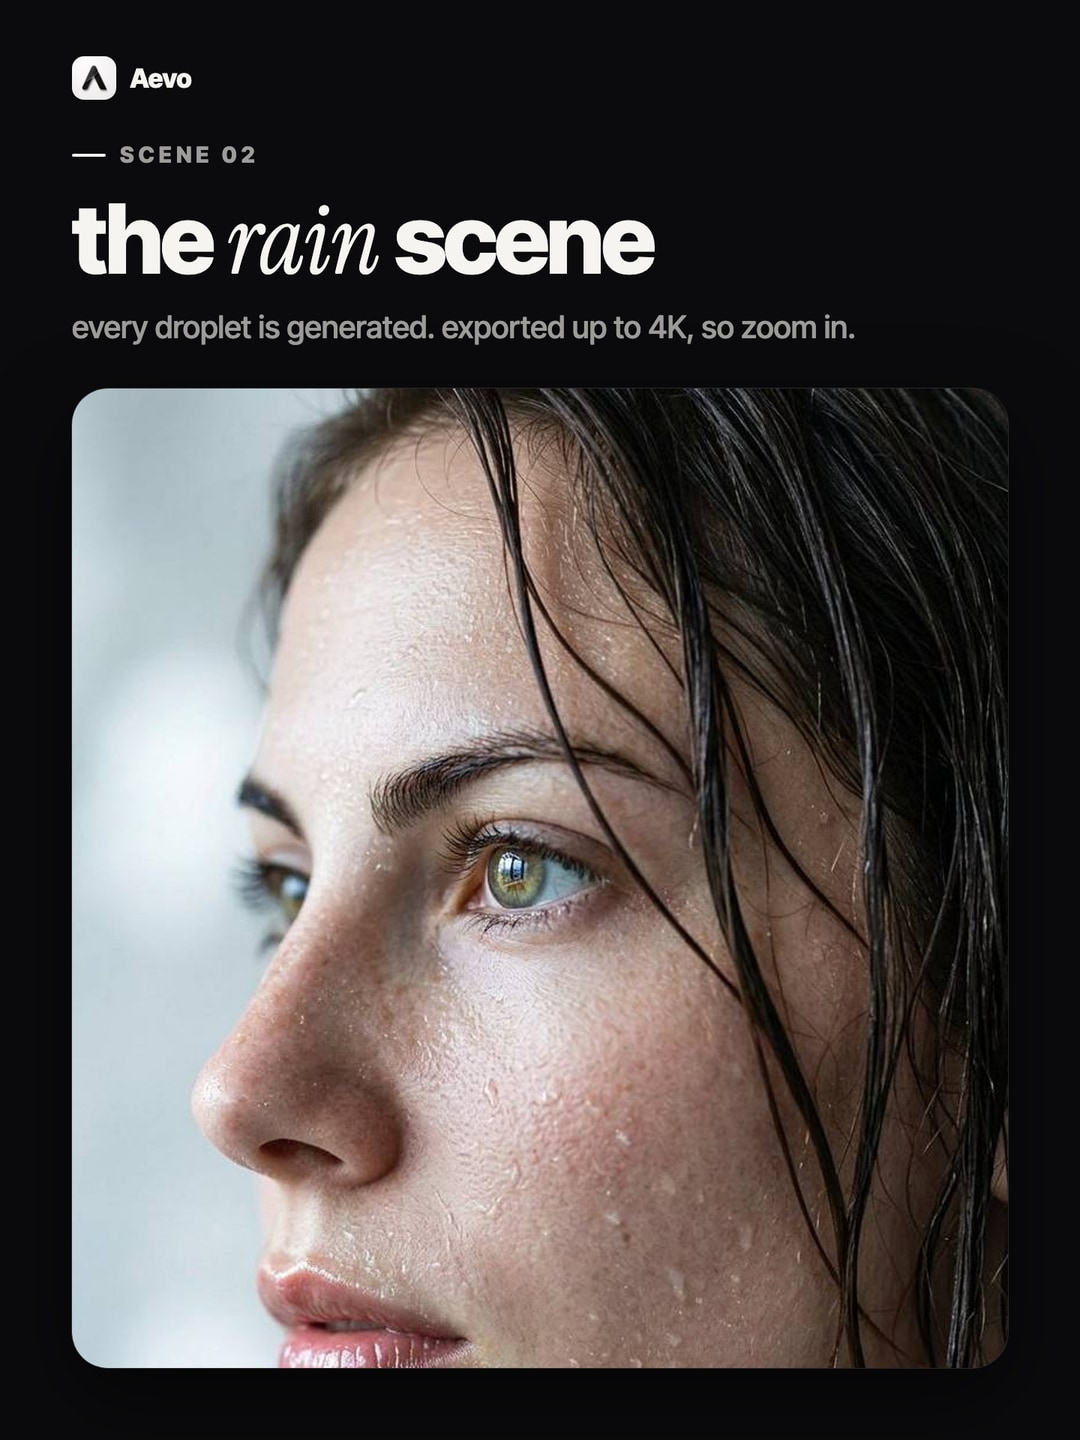 Aevo
SCENE 02
the rain scene
every droplet is generated. exported up to 4K, so zoom in.